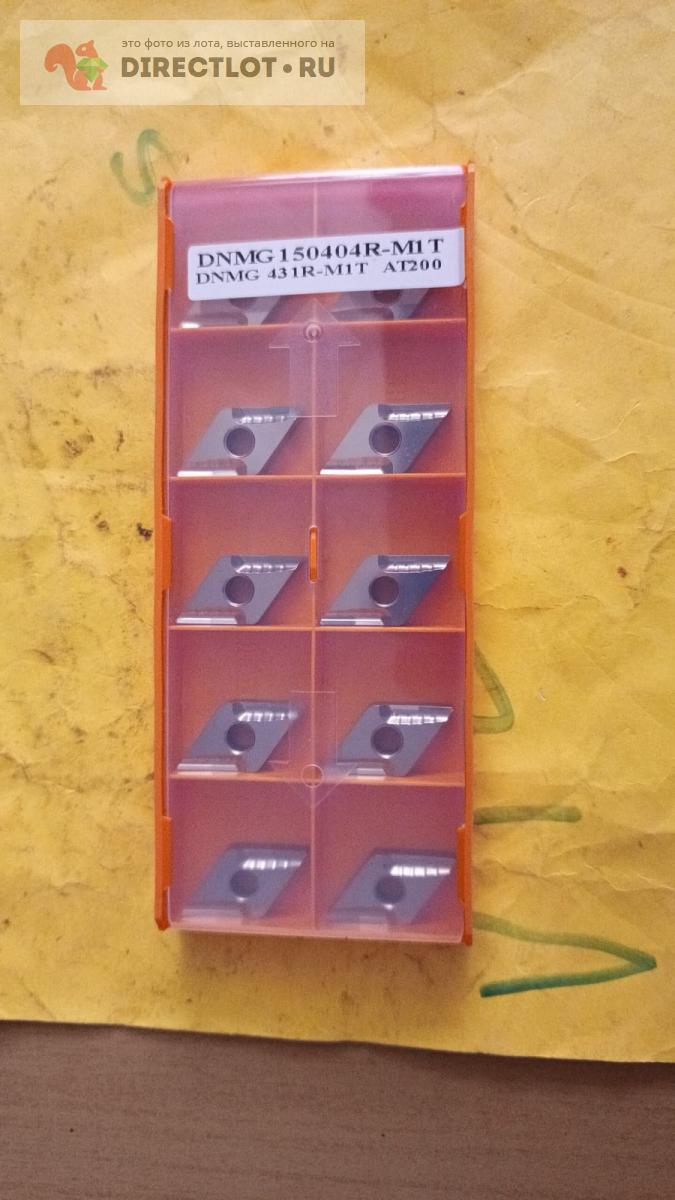 это фото из лота, выставленного на
DIRECTLOT•RU
DNMG150404R-M1T
DNMG 431R-M1T AT200